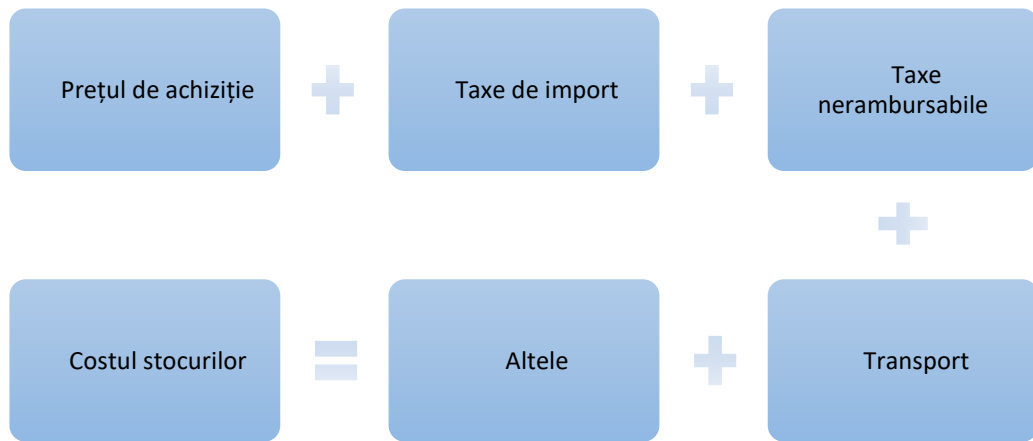 Prețul de achiziție
+
Taxe de import
+
Taxe
nerambursabile
+
Costul stocurilor
=
Altele
+
Transport